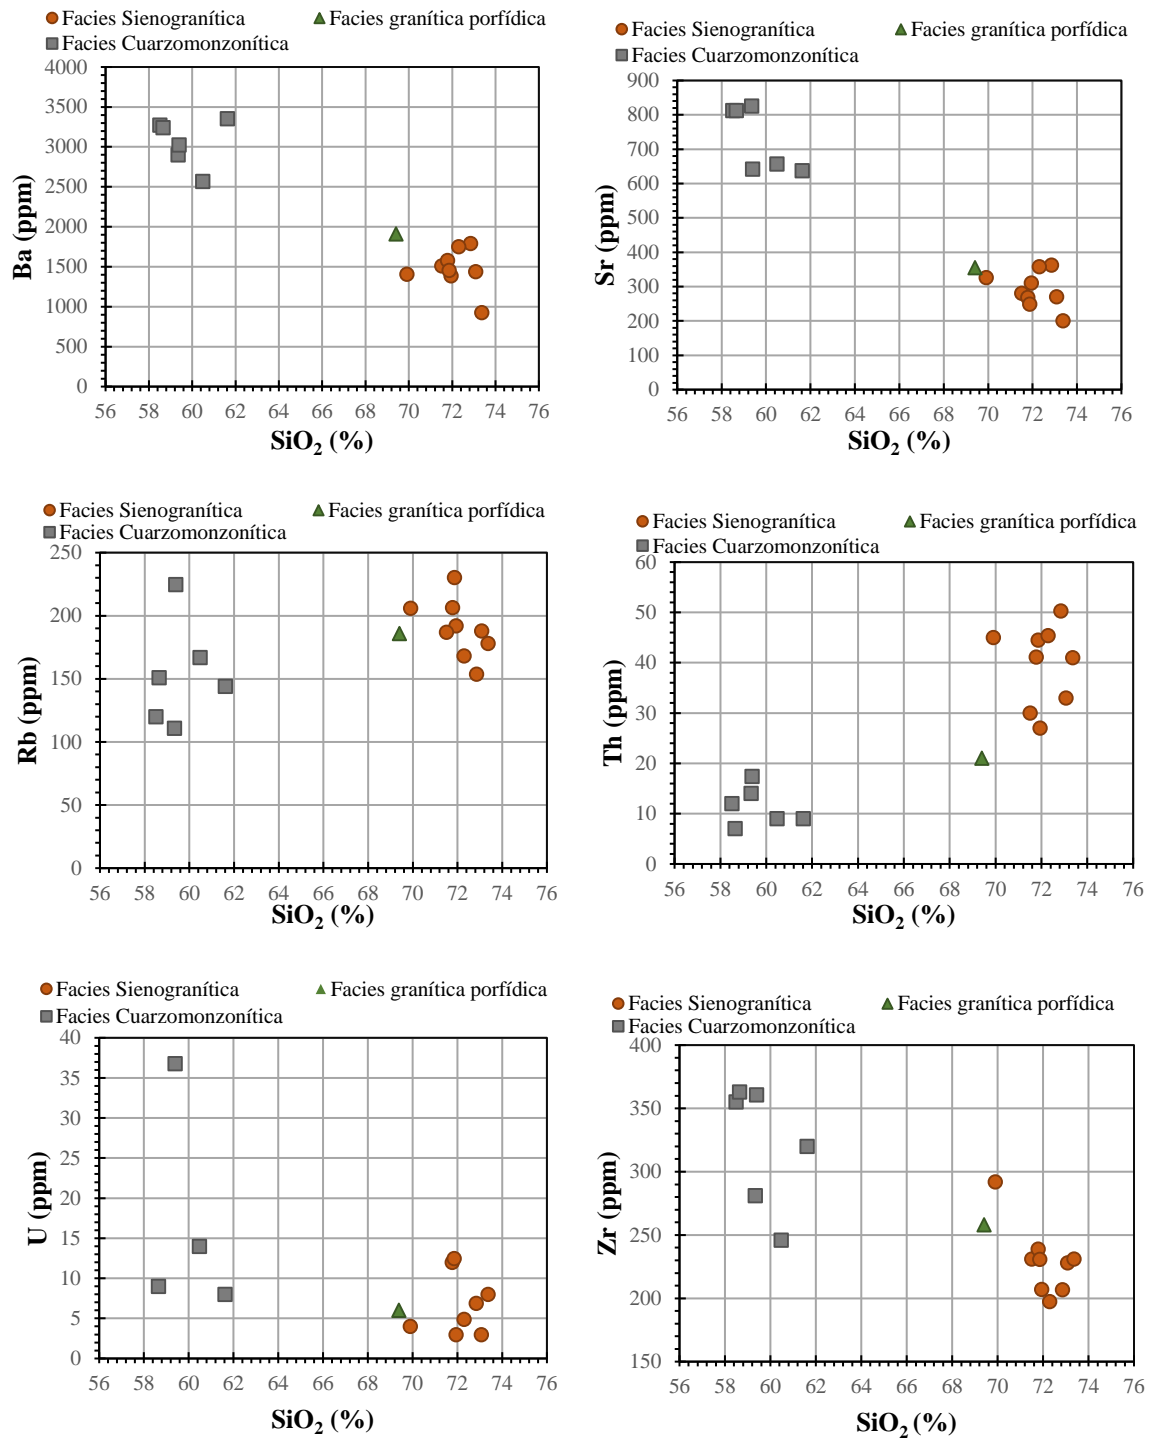 Facies Sienogranítica
Facies granítica porfídica
Facies Cuarzomonzonítica
4000
3500
3000
2500
2000
1500
1000
500
0
Ba (ppm)
56 58 60 62 64 66 68 70 72 74 76
SiO2 (%)
Facies Sienogranítica
Facies granítica porfídica
Facies Cuarzomonzonítica
900
800
700
600
500
400
300
200
100
0
Sr (ppm)
56 58 60 62 64 66 68 70 72 74 76
SiO2 (%)
Facies Sienogranítica
Facies granítica porfídica
Facies Cuarzomonzonítica
250
200
150
100
50
0
Rb (ppm)
56 58 60 62 64 66 68 70 72 74 76
SiO2 (%)
Facies Sienogranítica
Facies granítica porfídica
Facies Cuarzomonzonítica
60
50
40
30
20
10
0
Th (ppm)
56 58 60 62 64 66 68 70 72 74 76
SiO2 (%)
Facies Sienogranítica
Facies granítica porfídica
Facies Cuarzomonzonítica
40
35
30
25
20
15
10
5
0
U (ppm)
56 58 60 62 64 66 68 70 72 74 76
SiO2 (%)
Facies Sienogranítica
Facies granítica porfídica
Facies Cuarzomonzonítica
400
350
300
250
200
150
Zr (ppm)
56 58 60 62 64 66 68 70 72 74 76
SiO2 (%)